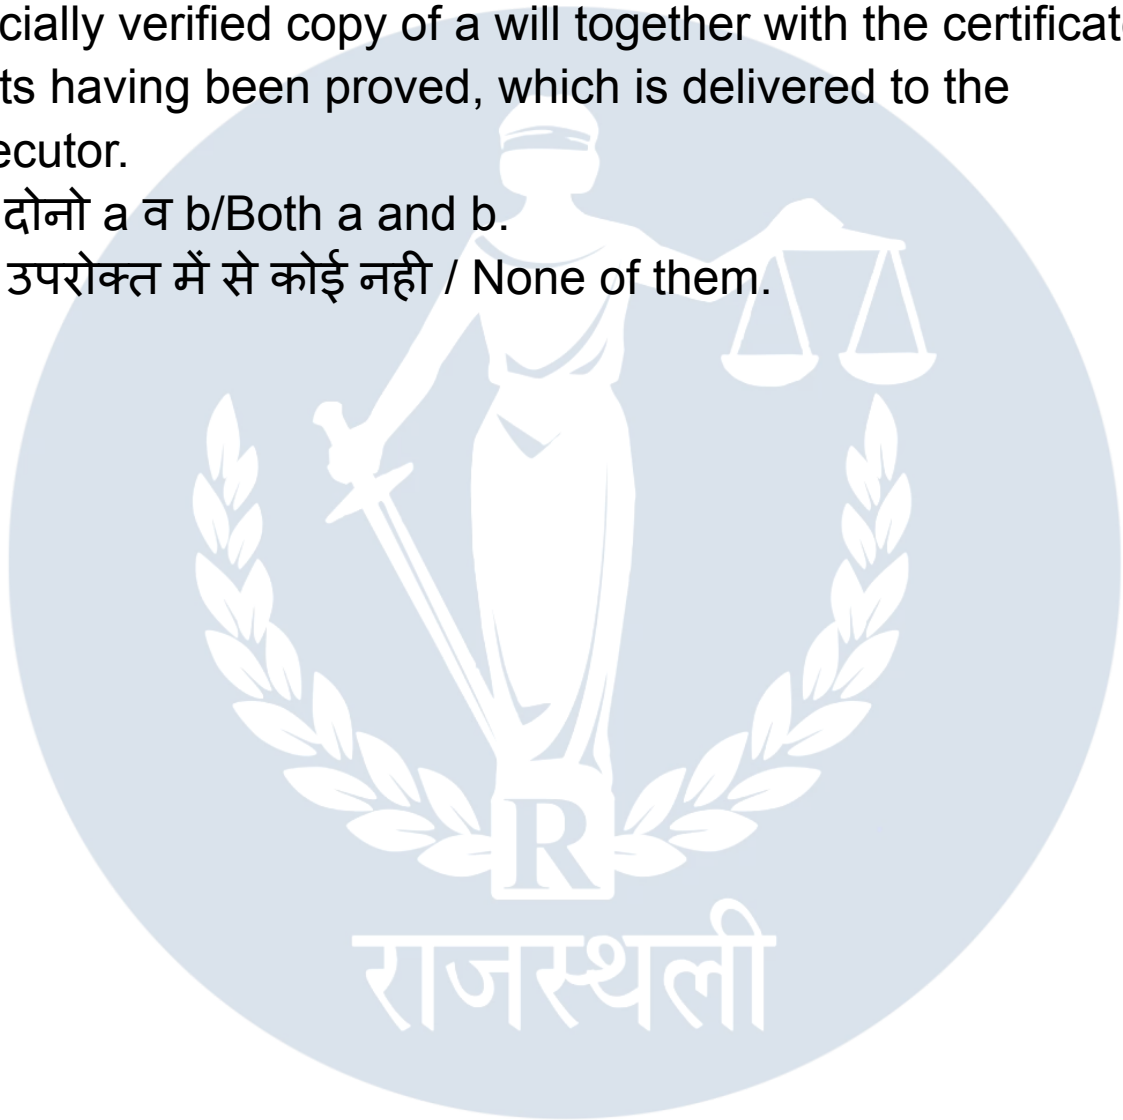 cially verified copy of a will together with the certificate
ts having been proved, which is delivered to the
ecutor.
दोनो a व b/Both a and b.
उपरोक्त में से कोई नही / None of them.
R
राजस्थली